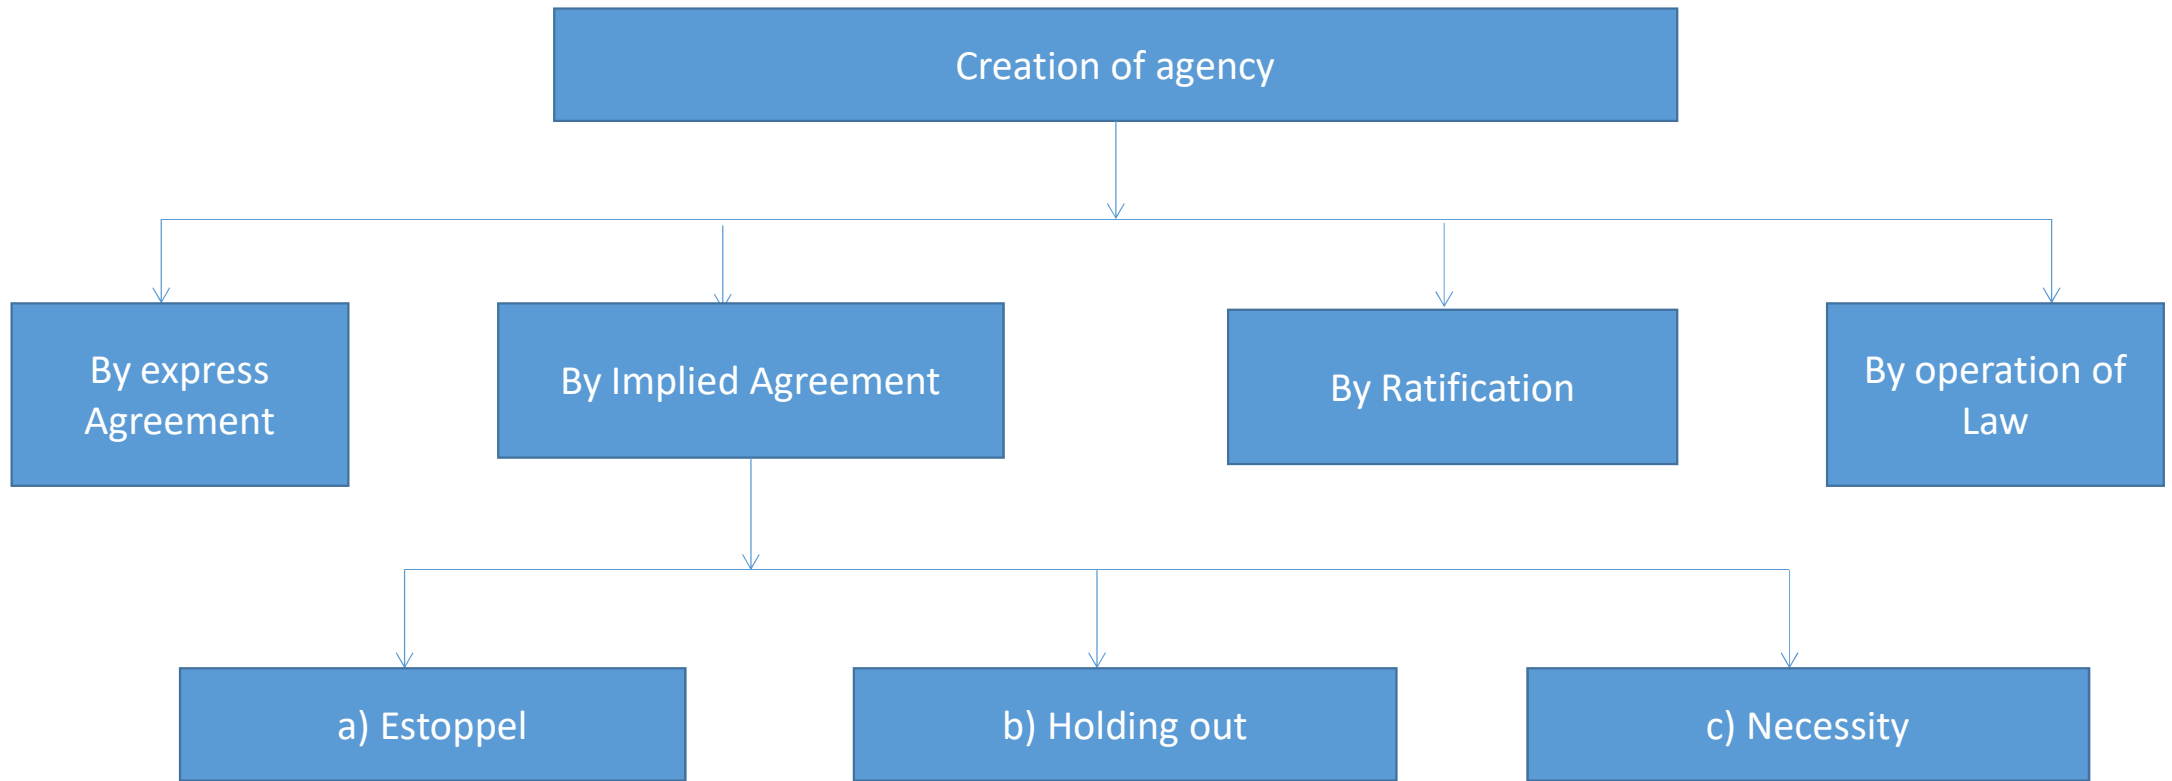 Creation of agency
By express
Agreement
By Implied Agreement
By Ratification
By operation of
Law
a) Estoppel
b) Holding out
c) Necessity